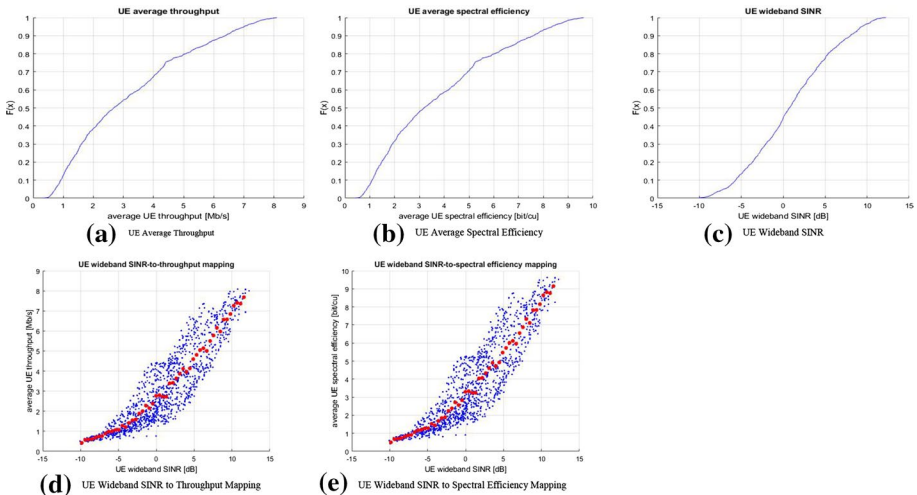 UE average throughput
F(x)
1
0.9
0.8
0.7
0.6
0.5
0.4
0.3
0.2
0.1
0
0 1 2 3 4 5 6 7 8 9
average UE throughput [Mb/s]
(a) UE Average Throughput
UE average spectral efficiency
F(x)
1
0.9
0.8
0.7
0.6
0.5
0.4
0.3
0.2
0.1
0
0 1 2 3 4 5 6 7 8 9 10
average UE spectral efficiency [bit/cu]
(b) UE Average Spectral Efficiency
UE wideband SINR
F(x)
1
0.9
0.8
0.7
0.6
0.5
0.4
0.3
0.2
0.1
0
-15 -10 -5 0 5 10 15
UE wideband SINR [dB]
(c) UE Wideband SINR
UE wideband SINR-to-throughput mapping
average UE throughput [Mb/s]
9
8
7
6
5
4
3
2
1
0
-15 -10 -5 0 5 10 15
UE wideband SINR [dB]
(d) UE Wideband SINR to Throughput Mapping
UE wideband SINR-to-spectral efficiency mapping
average UE spectral efficiency [bit/cu]
10
9
8
7
6
5
4
3
2
1
0
-15 -10 -5 0 5 10 15
UE wideband SINR [dB]
(e) UE Wideband SINR to Spectral Efficiency Mapping